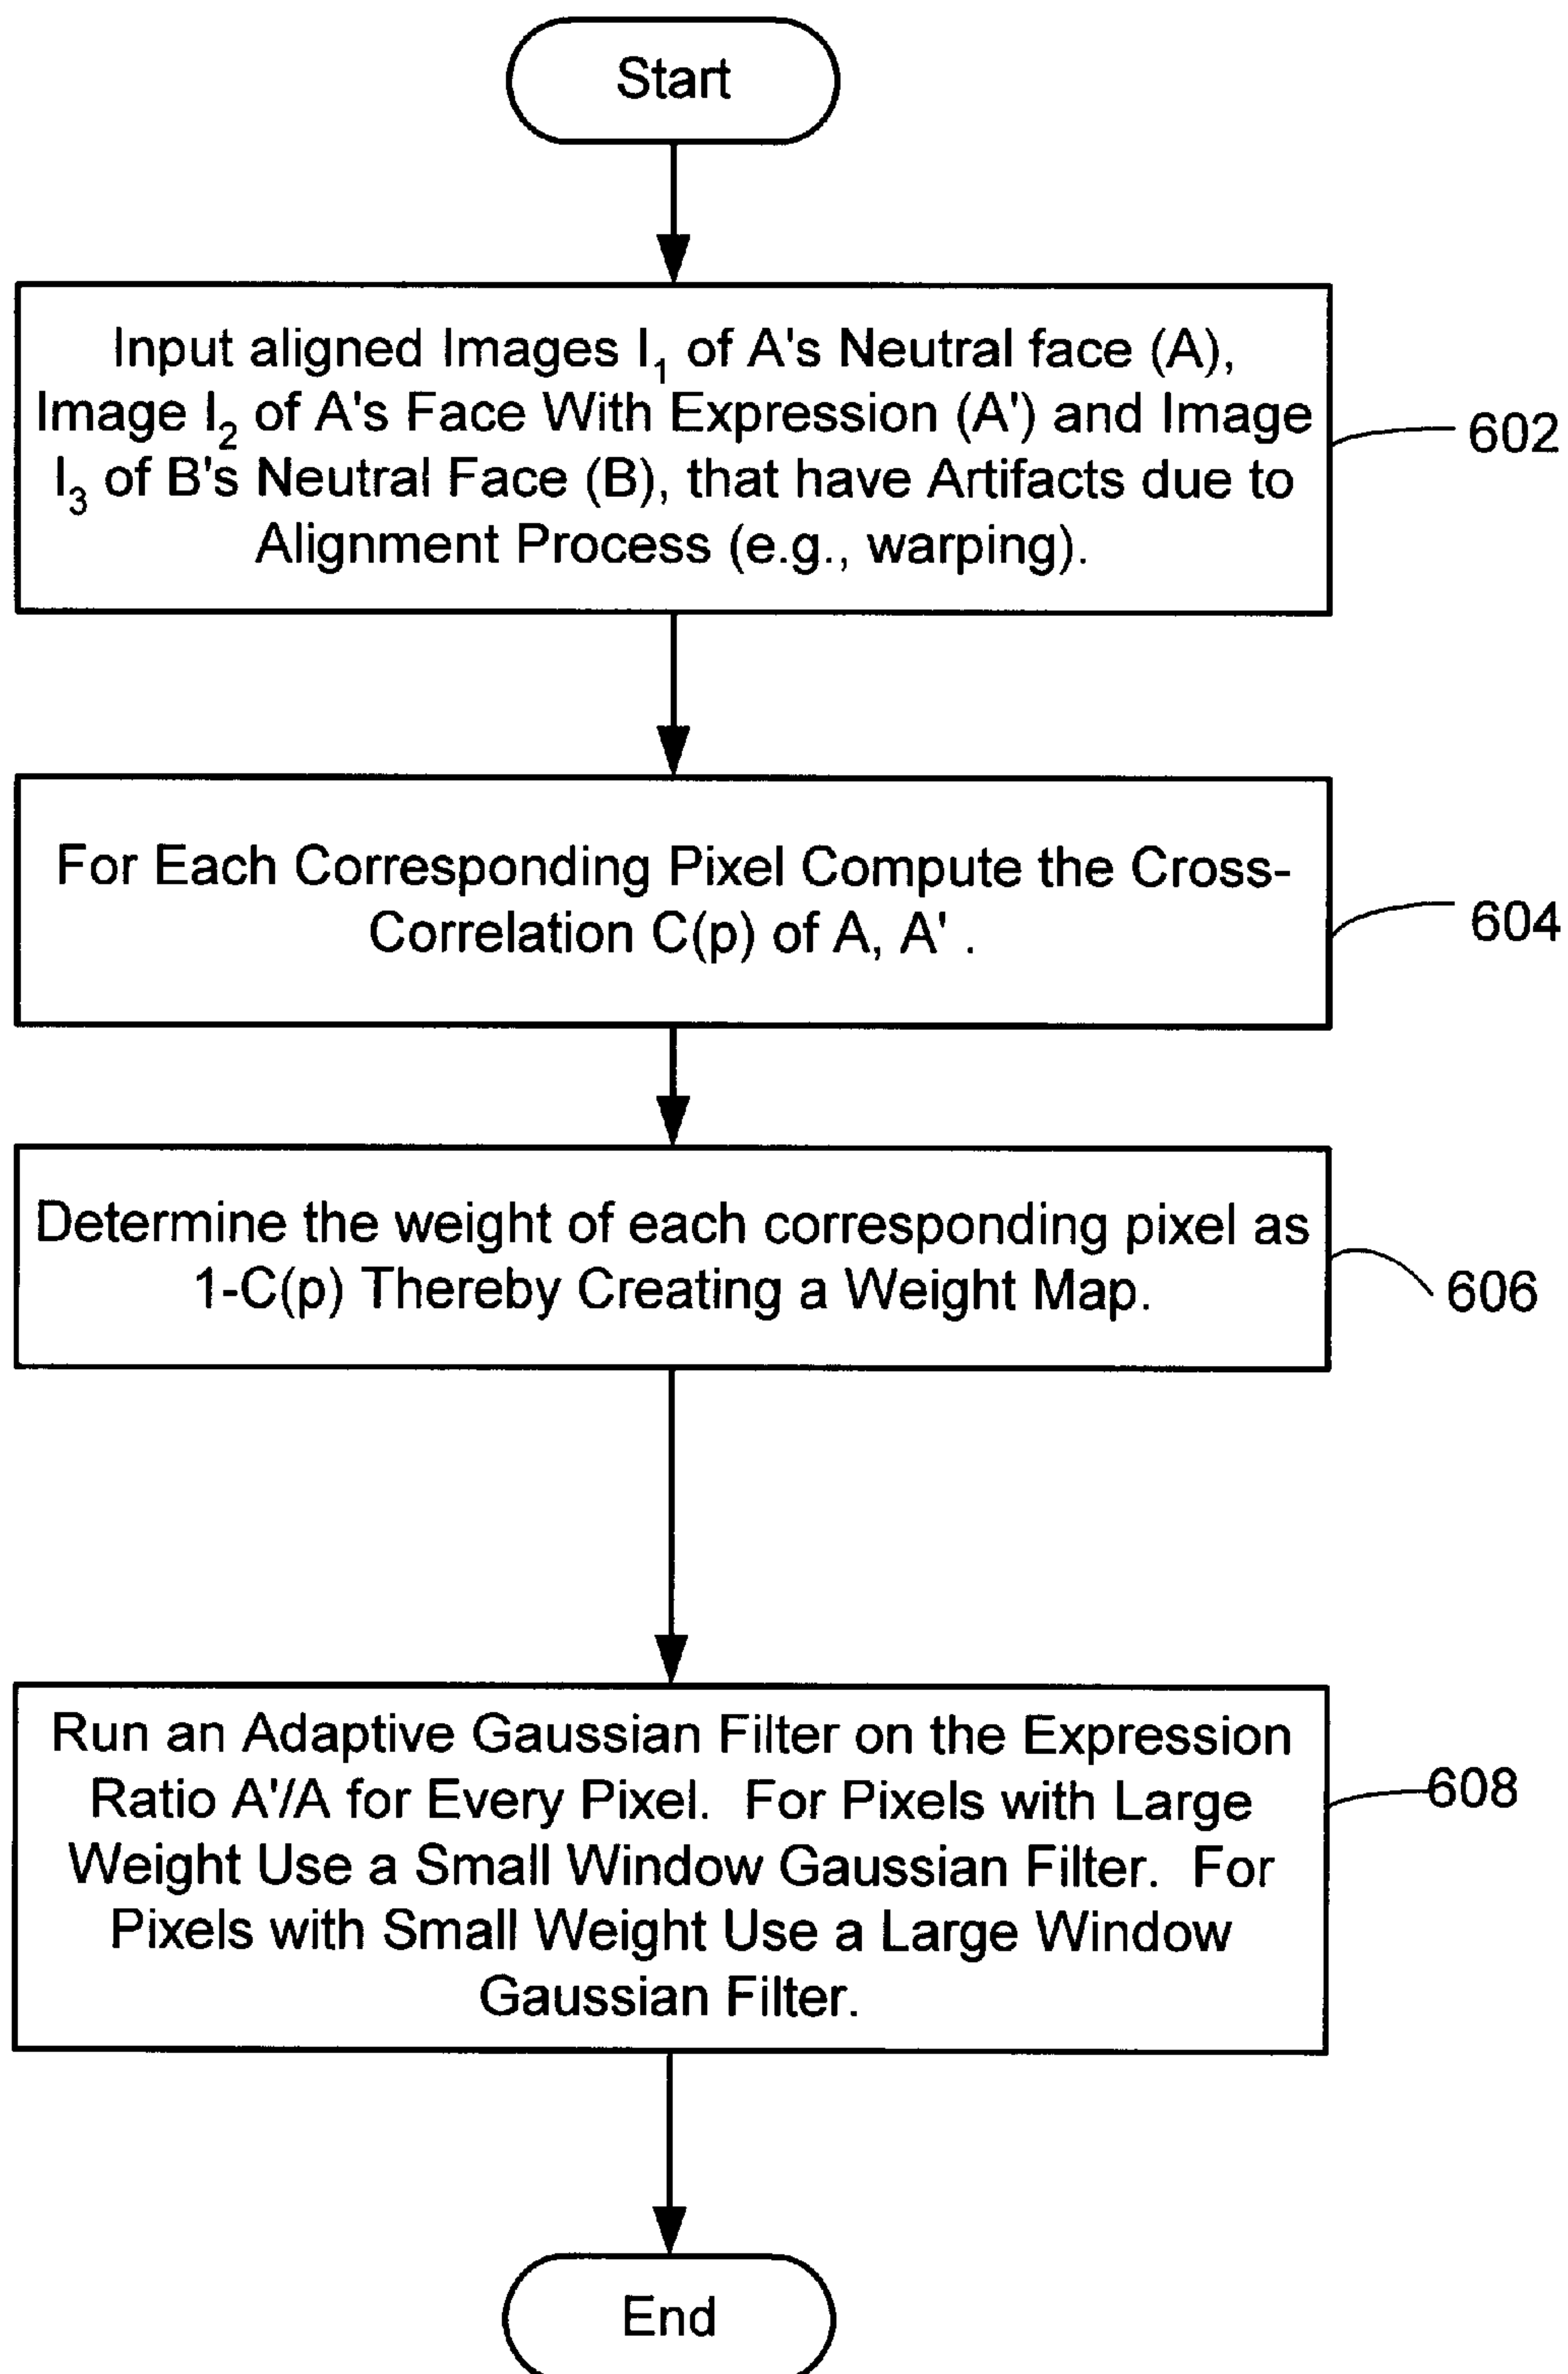 Start
Input aligned Images I₁ of A's Neutral face (A),
Image I₂ of A's Face With Expression (A') and Image
I₃ of B's Neutral Face (B), that have Artifacts due to
Alignment Process (e.g., warping).
602
For Each Corresponding Pixel Compute the Cross-
Correlation C(p) of A, A' .
604
Determine the weight of each corresponding pixel as
1-C(p) Thereby Creating a Weight Map.
606
Run an Adaptive Gaussian Filter on the Expression
Ratio A'/A for Every Pixel. For Pixels with Large
Weight Use a Small Window Gaussian Filter. For
Pixels with Small Weight Use a Large Window
Gaussian Filter.
608
End